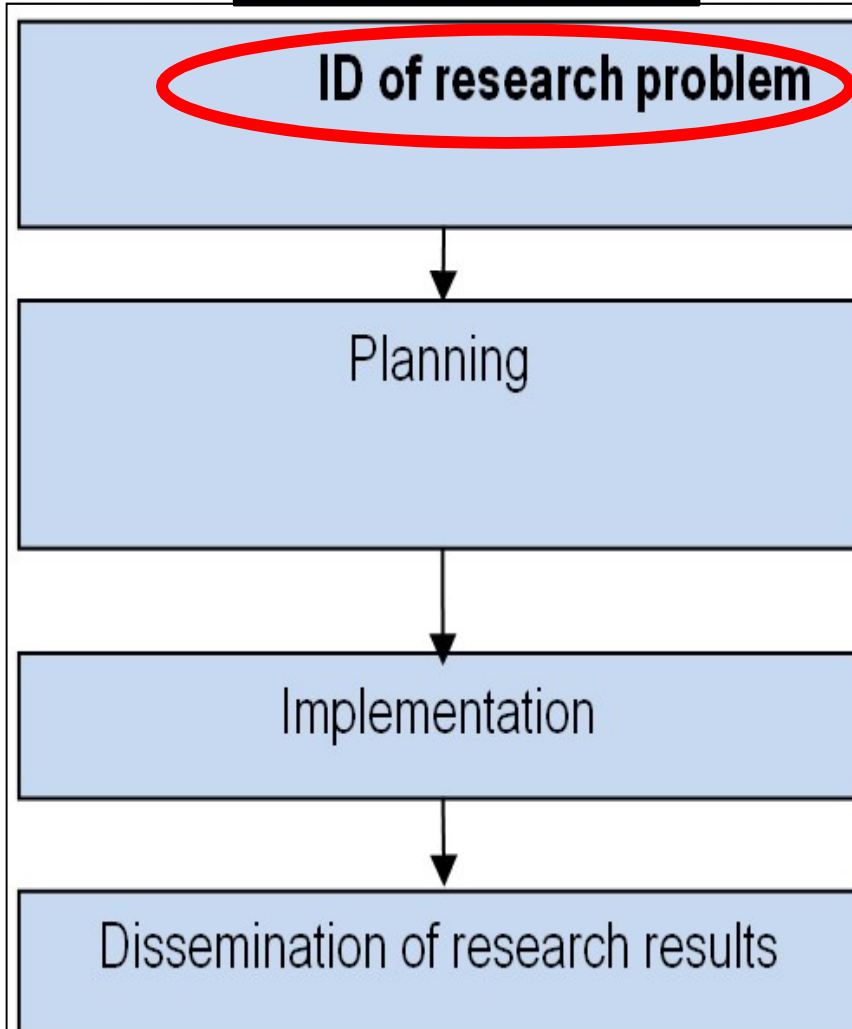 ID of research problem
Planning
Implementation
Dissemination of research results